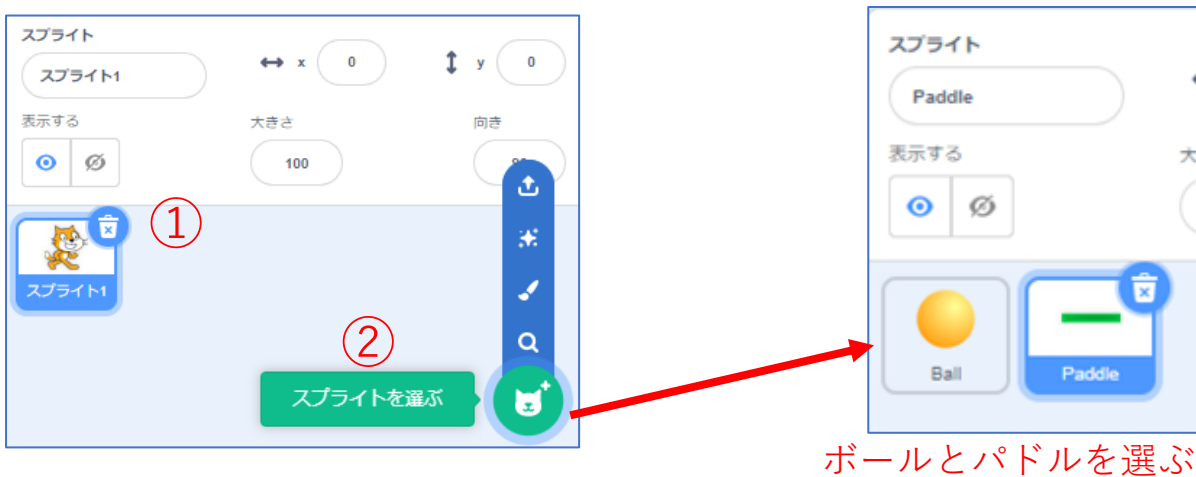 スプライト
スプライト1
x 0
y 0
表示する
大きさ
向き
100
①
スプライト1
②
スプライトを選ぶ
スプライト
Paddle
表示する
Ball
Paddle
ボールとパドルを選ぶ